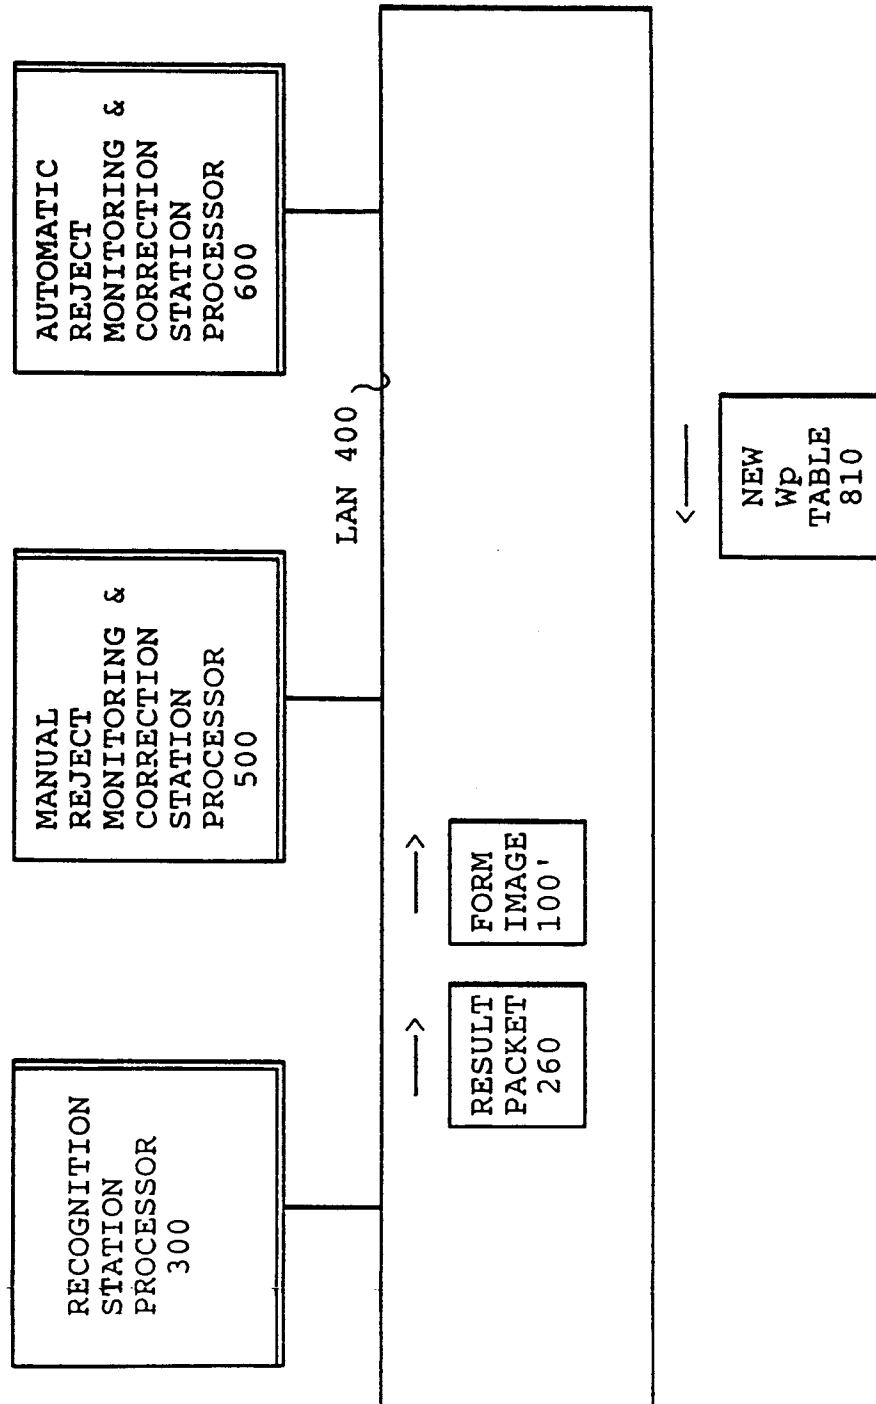 RECOGNITION
STATION
PROCESSOR
300
MANUAL
REJECT
MONITORING &
CORRECTION
STATION
PROCESSOR
500
AUTOMATIC
REJECT
MONITORING &
CORRECTION
STATION
PROCESSOR
600
LAN 400
RESULT
PACKET
260
FORM
IMAGE
100'
NEW
Wp
TABLE
810